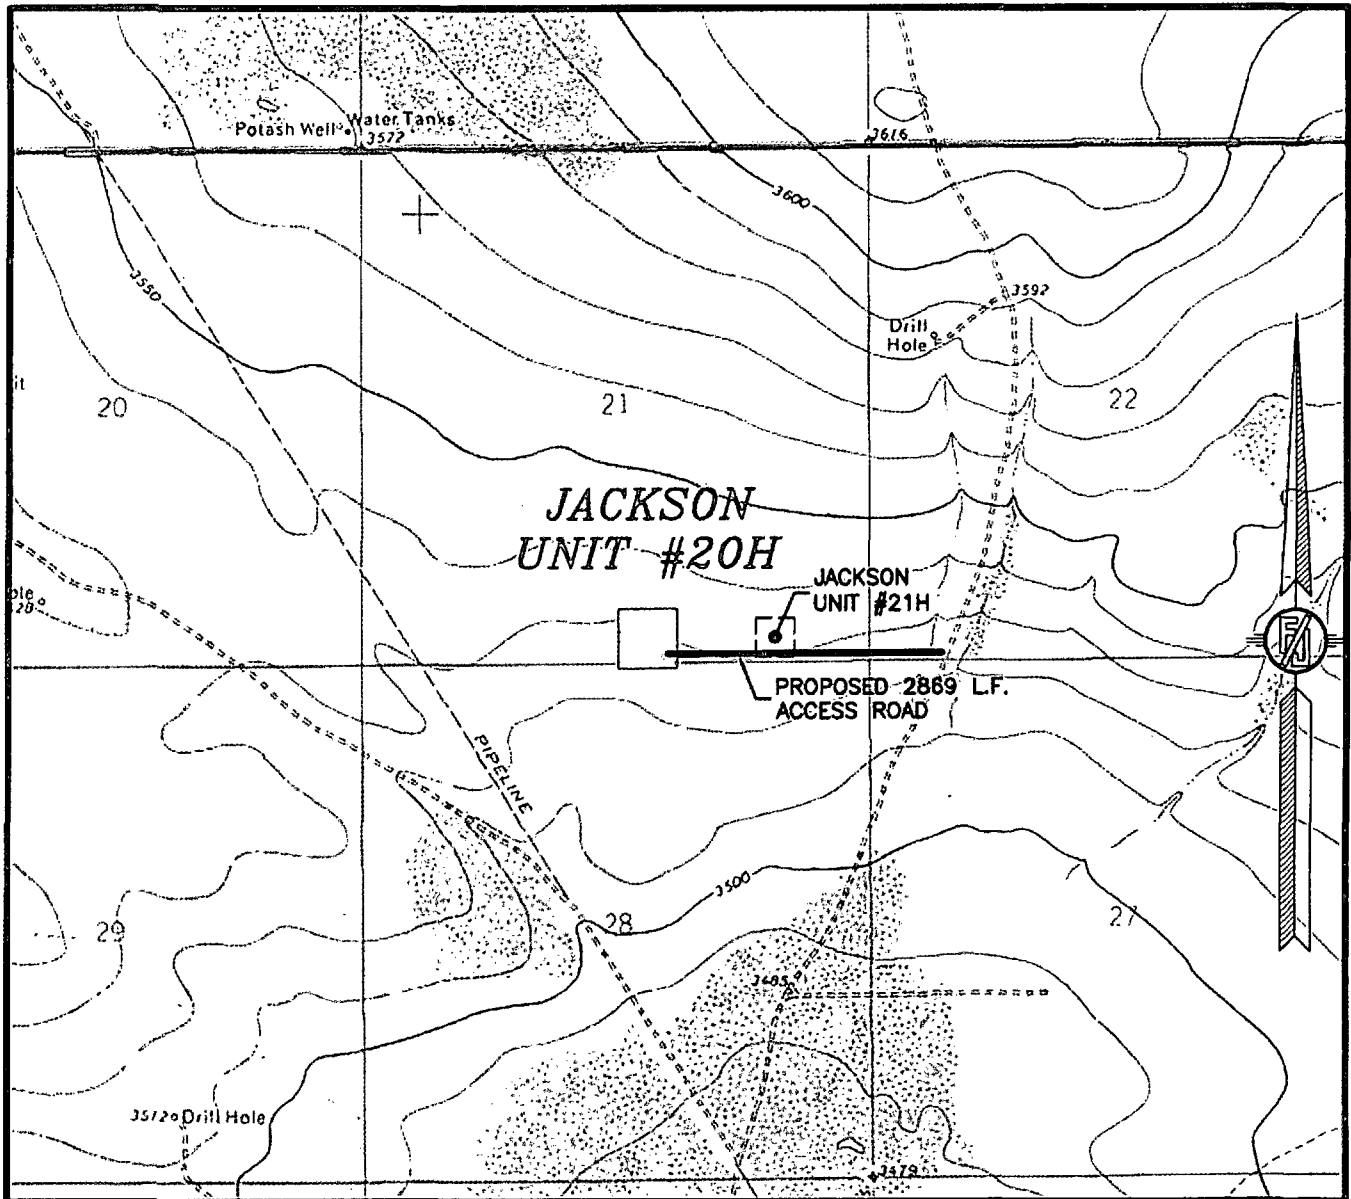 Potash Well
Water Tanks
3577
3616
3600
3550
3592
Drill
Hole
20
21
22
JACKSON
UNIT #20H
JACKSON
UNIT #21H
PROPOSED 2869 L.F.
ACCESS ROAD
PIPELINE
3500
29
28
27
3485
3512 Drill Hole
3479